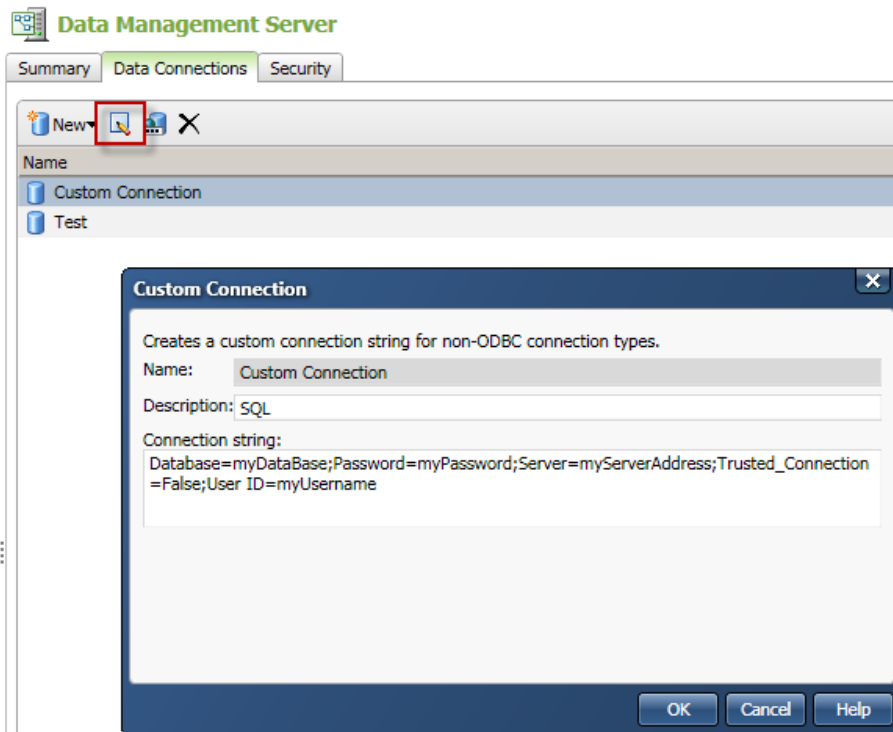 Data Management Server
Summary Data Connections Security
New
Name
Custom Connection
Test
Custom Connection
Creates a custom connection string for non-ODBC connection types.
Name: Custom Connection
Description: SQL
Connection string:
Database=myDataBase;Password=myPassword;Server=myServerAddress;Trusted_Connection
=False;User ID=myUsername
OK Cancel Help